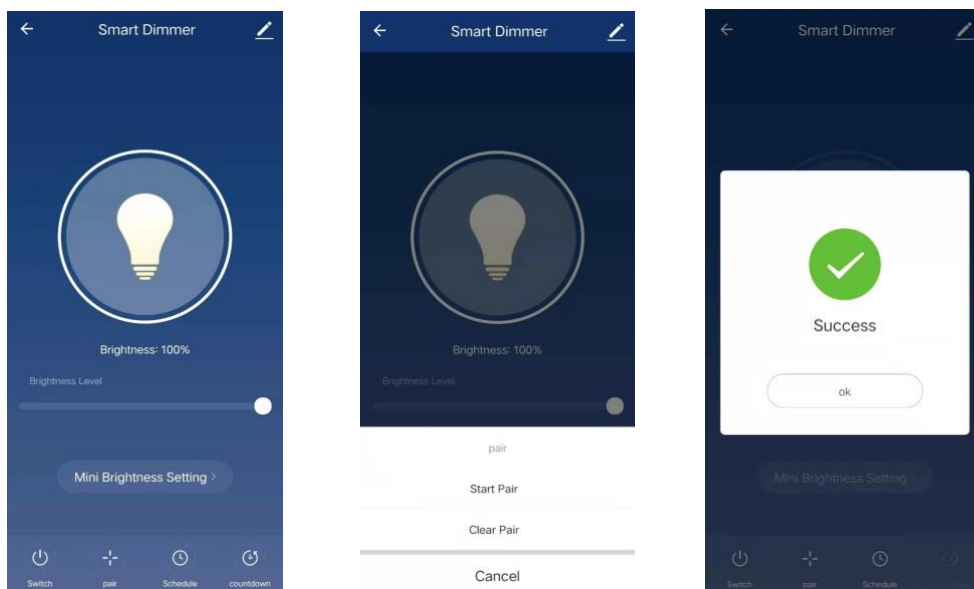 Smart Dimmer
Brightness: 100%
Brightness Level
Mini Brightness Setting >
Switch pair Schedule countdown
Smart Dimmer
Brightness: 100%
Brightness Level
pair
Start Pair
Clear Pair
Cancel
Smart Dimmer
Success
ok
Mini Brightness Setting
Switch pair Schedule